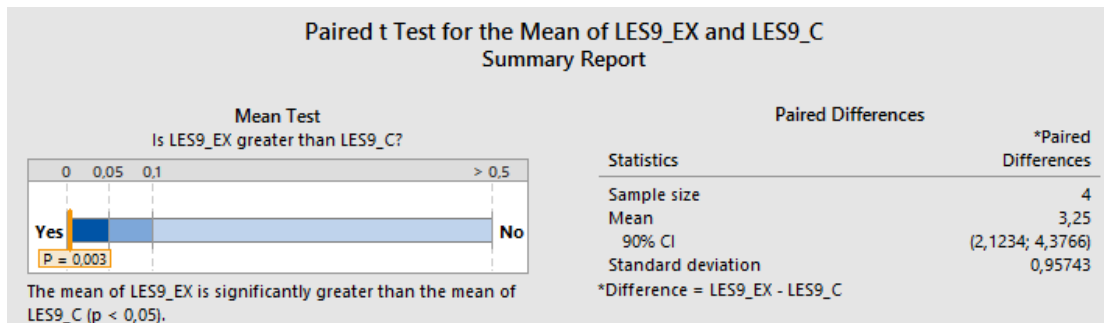 Paired t Test for the Mean of LES9_EX and LES9_C
Summary Report
Mean Test
Is LES9_EX greater than LES9_C?
0 0,05 0,1 > 0,5
Yes No
P = 0,003
The mean of LES9_EX is significantly greater than the mean of
LES9_C (p < 0,05).
Paired Differences
*Paired
Statistics Differences
Sample size 4
Mean 3,25
90% CI (2,1234; 4,3766)
Standard deviation 0,95743
*Difference = LES9_EX - LES9_C